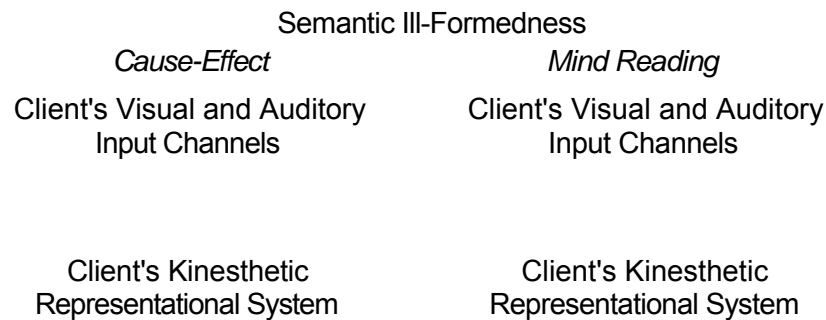 Semantic Ill-Formedness
Cause-Effect Mind Reading
Client's Visual and Auditory Client's Visual and Auditory
Input Channels Input Channels
Client's Kinesthetic Client's Kinesthetic
Representational System Representational System